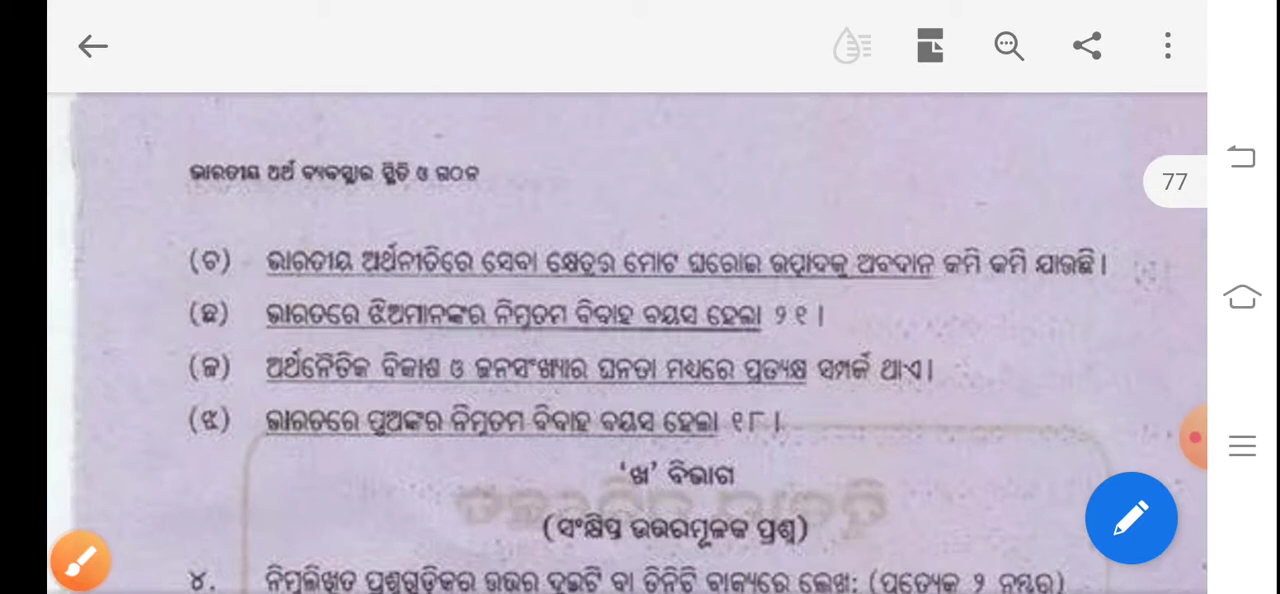 77
ଭାରତୀୟ ଅର୍ଥ ବ୍ୟବସ୍ଥାର ସ୍ଥିତି ଓ ଗଠନ
(ଚ) ଭାରତୀୟ ଅର୍ଥନୀତିରେ ସେବା କ୍ଷେତ୍ରର ମୋଟ ଘରୋଇ ଉତ୍ପାଦକୁ ଅବଦାନ କମି କମି ଯାଉଛି।
(ଛ) ଭାରତରେ ଝିଅମାନଙ୍କର ନିମ୍ନତମ ବିବାହ ବୟସ ହେଲା ୨୧।
(ଜ) ଅର୍ଥନୈତିକ ବିକାଶ ଓ ଜନସଂଖ୍ୟାର ଘନତା ମଧ୍ୟରେ ପ୍ରତ୍ୟକ୍ଷ ସମ୍ପର୍କ ଥାଏ।
(ଝ) ଭାରତରେ ପୁଅଙ୍କର ନିମ୍ନତମ ବିବାହ ବୟସ ହେଲା ୧୮।
‘ଖ’ ବିଭାଗ
(ସଂକ୍ଷିପ୍ତ ଉତ୍ତରମୂଳକ ପ୍ରଶ୍ନ)
୪. ନିମ୍ନଲିଖିତ ପ୍ରଶ୍ନଗୁଡ଼ିକର ଉତ୍ତର ଦୁଇଟି ବା ତିନିଟି ବାକ୍ୟରେ ଲେଖ: (ପ୍ରତ୍ୟେକ ୨ ନମ୍ବର)